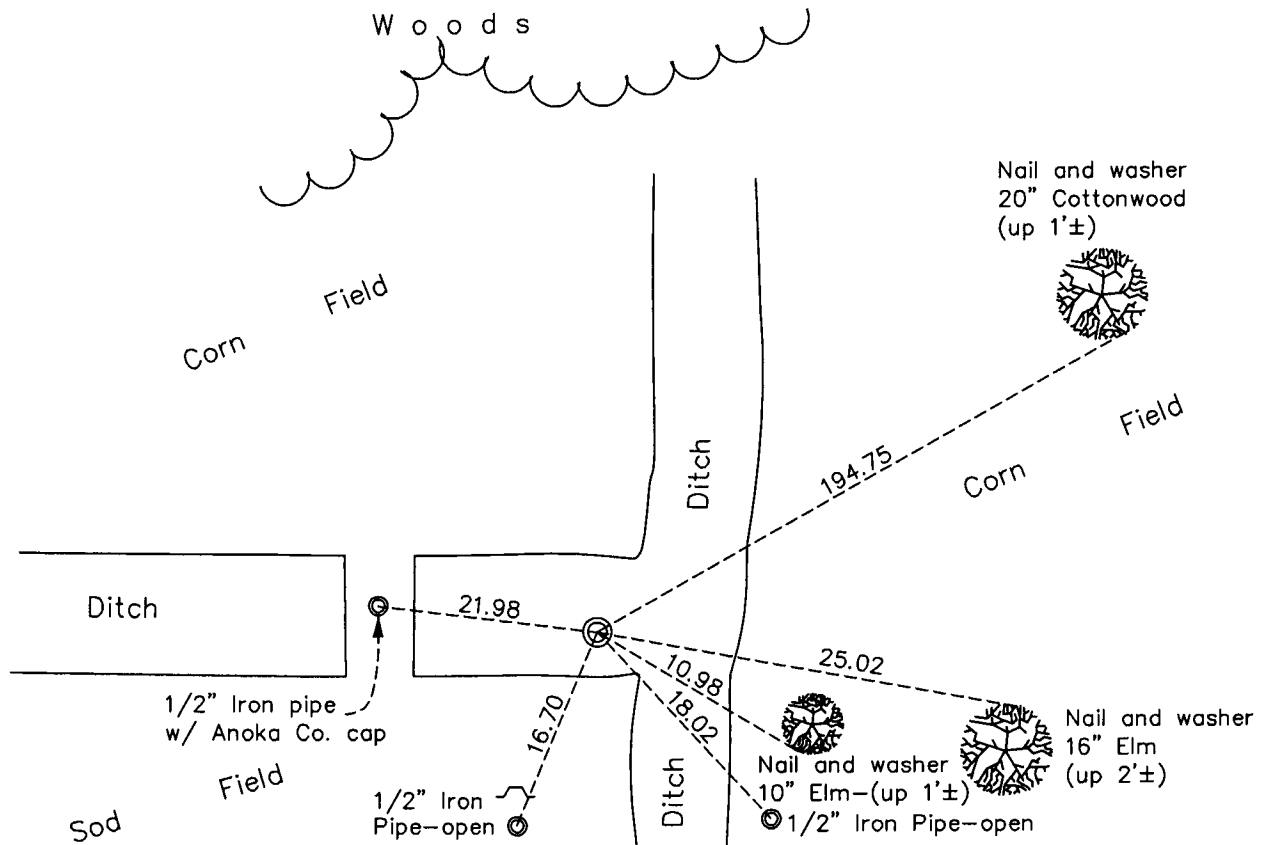 Woods
Nail and washer
20" Cottonwood
(up 1'±)
Field
Corn
Field
Corn
194.75
Ditch
Ditch
21.98
25.02
10.98
18.02
16.70
1/2" Iron pipe
w/ Anoka Co. cap
Nail and washer
16" Elm
(up 2'±)
Nail and washer
10" Elm-(up 1'±)
Field
Sod
1/2" Iron
Pipe-open
Ditch
1/2" Iron Pipe-open